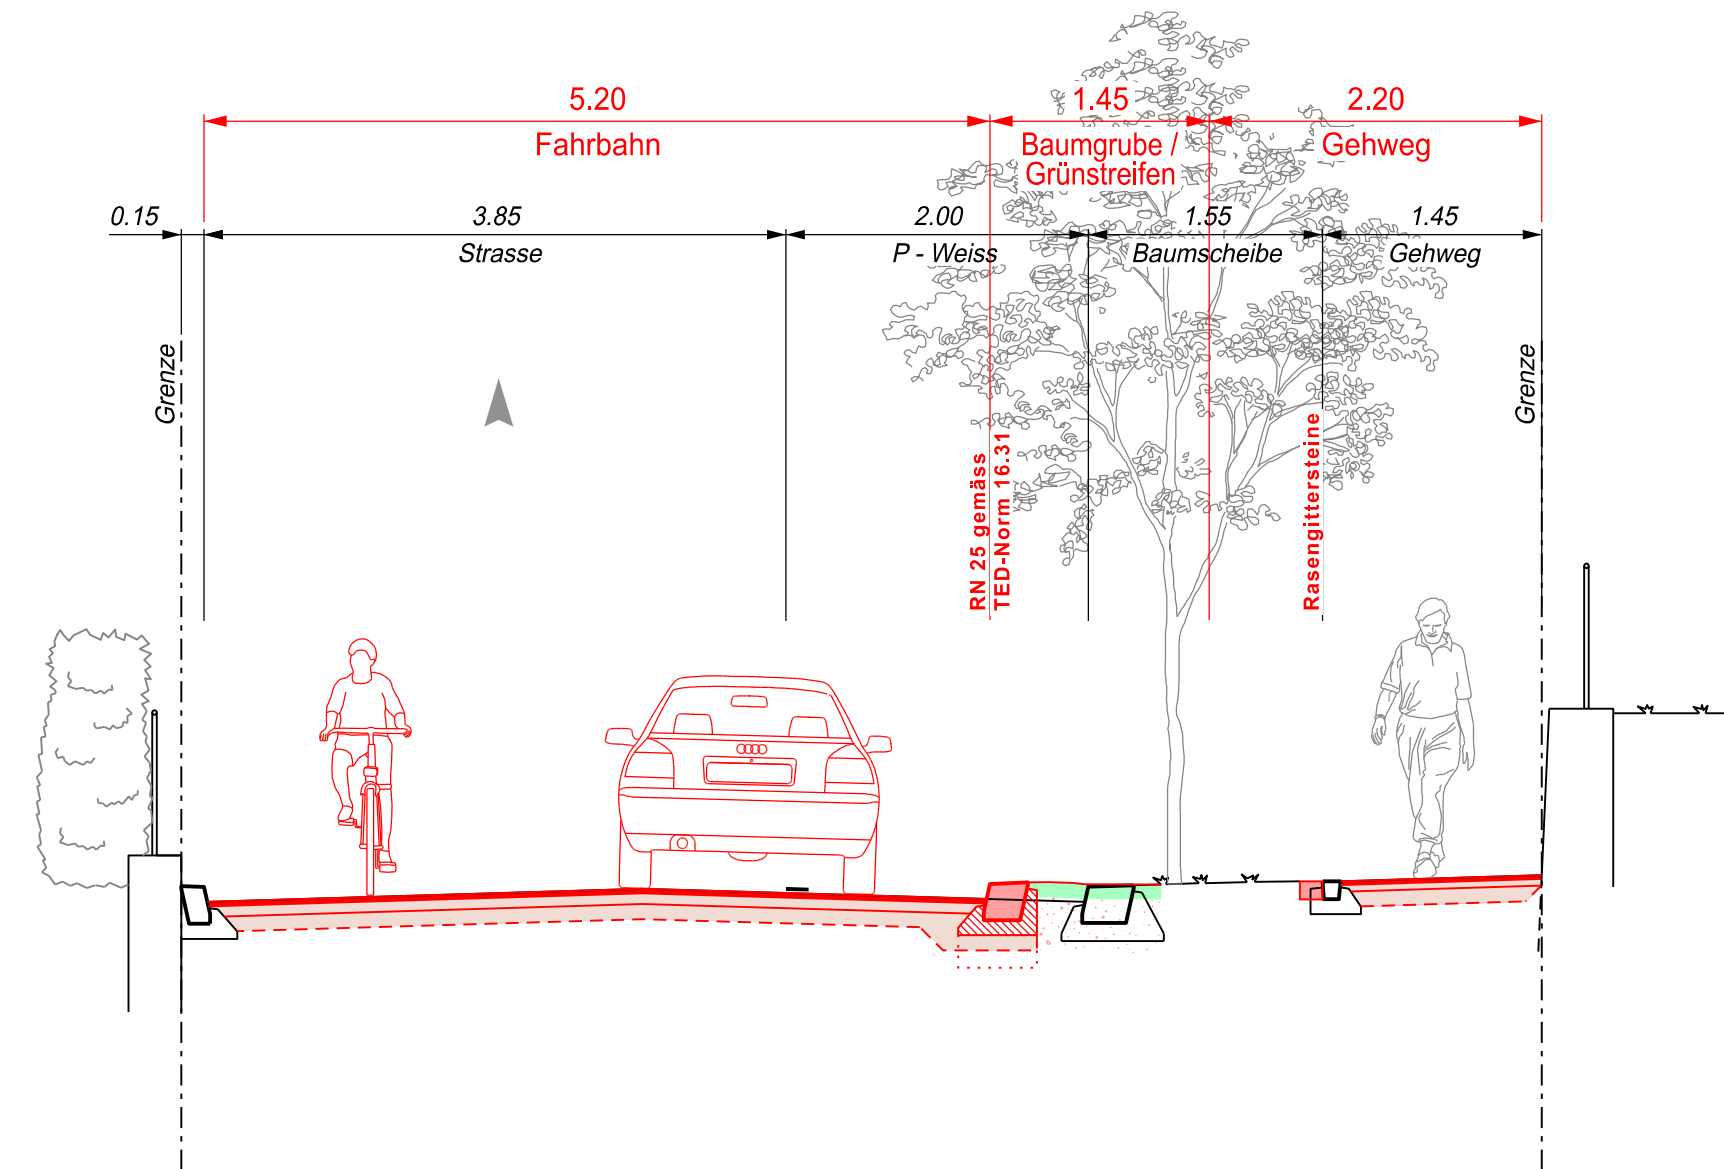 5.20
1.45
2.20
Fahrbahn
Baumgrube /
Grünstreifen
Gehweg
0.15
3.85
2.00
1.55
1.45
Strasse
P - Weiss
Baumscheibe
Gehweg
Grenze
RN 25 gemäss
TED-Norm 16.31
Rasengittersteine
Grenze